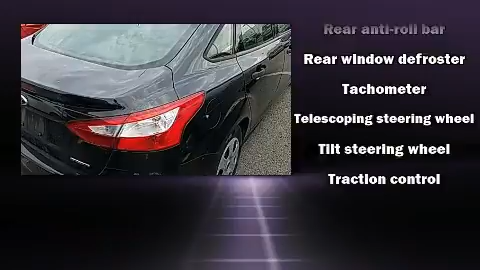 Rear anti-roll bar
Rear window defroster
Tachometer
Telescoping steering wheel
Tilt steering wheel
Traction control